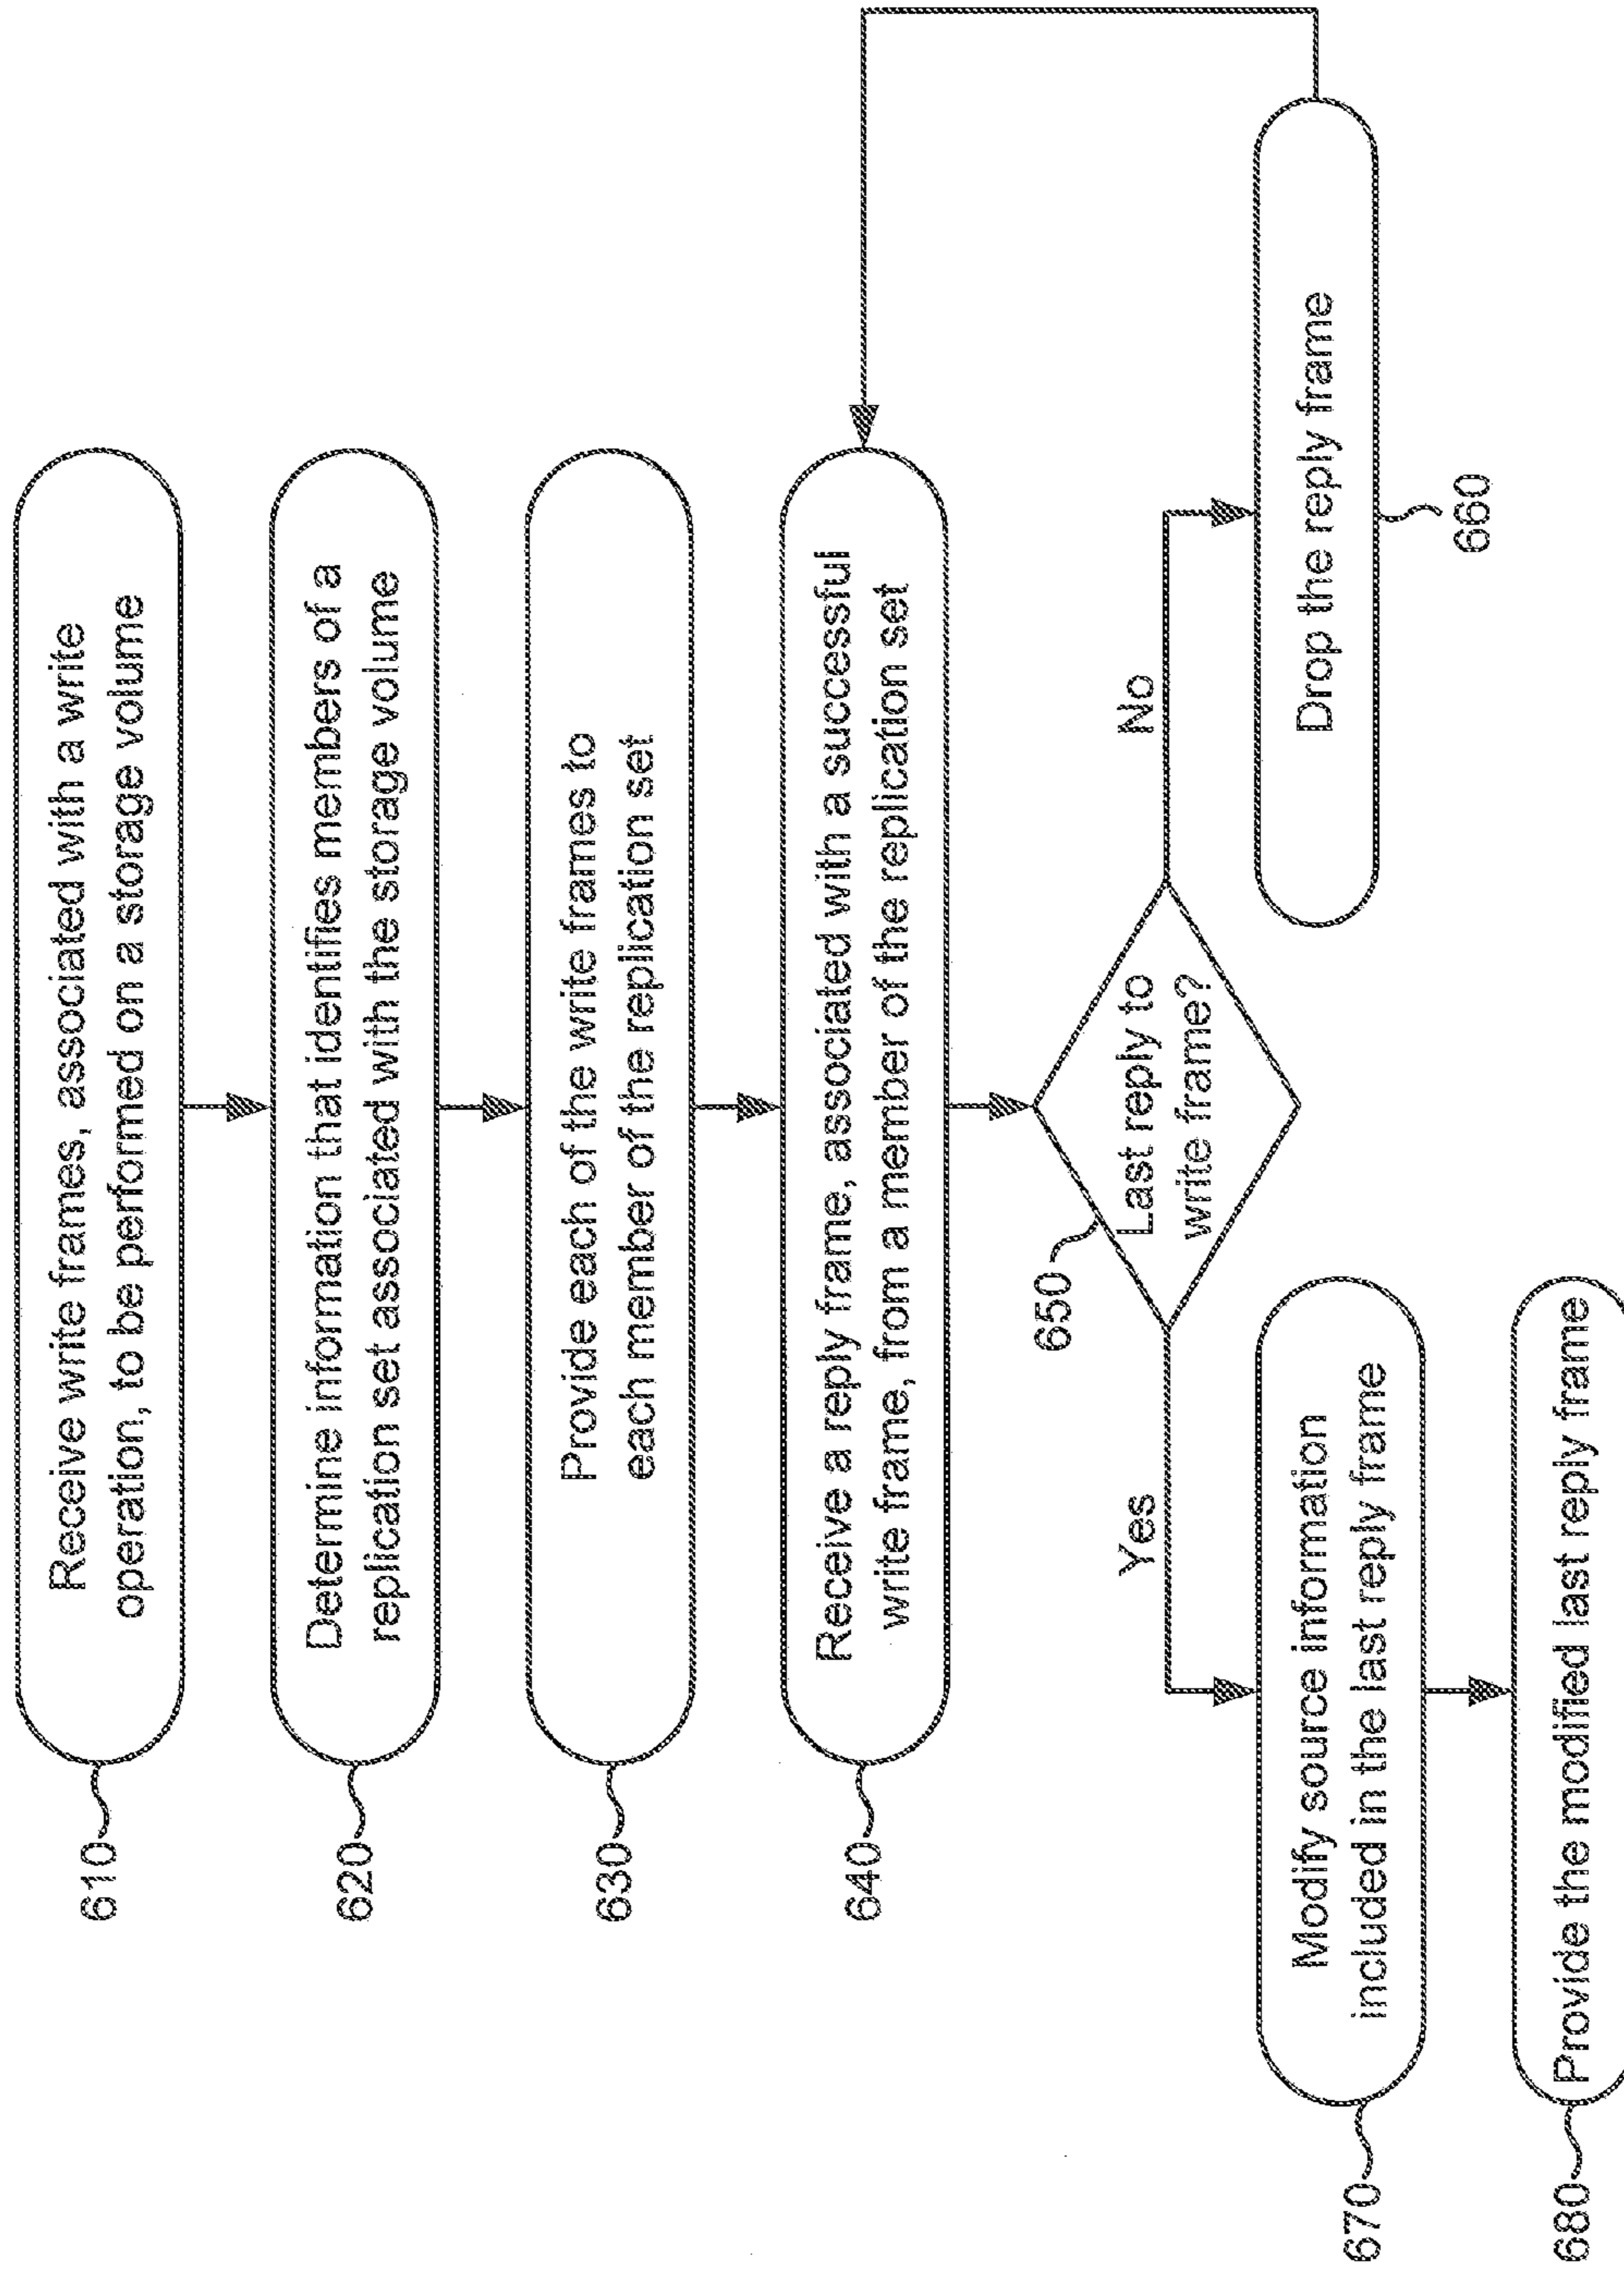 610
Receive write frames, associated with a write
operation, to be performed on a storage volume
620
Determine information that identifies members of a
replication set associated with the storage volume
630
Provide each of the write frames to
each member of the replication set
640
Receive a reply frame, associated with a successful
write frame, from a member of the replication set
650
Last reply to
write frame?
Yes
No
Drop the reply frame
660
670
Modify source information
included in the last reply frame
680
Provide the modified last reply frame